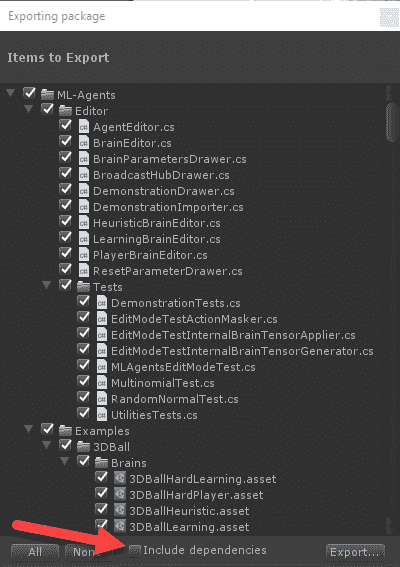 Exporting package
Items to Export
ML-Agents
Editor
AgentEditor.cs
BrainEditor.cs
BrainParametersDrawer.cs
BroadcastHubDrawer.cs
DemonstrationDrawer.cs
DemonstrationImporter.cs
HeuristicBrainEditor.cs
LearningBrainEditor.cs
PlayerBrainEditor.cs
ResetParameterDrawer.cs
Tests
DemonstrationTests.cs
EditModeTestActionMasker.cs
EditModeTestInternalBrainTensorApplier.cs
EditModeTestInternalBrainTensorGenerator.cs
MLAgentsEditModeTest.cs
MultinomialTest.cs
RandomNormalTest.cs
UtilitiesTests.cs
Examples
3DBall
Brains
3DBallHardLearning.asset
3DBallHardPlayer.asset
3DBallHeuristic.asset
3DBallLearning.asset
All None Include dependencies Export...